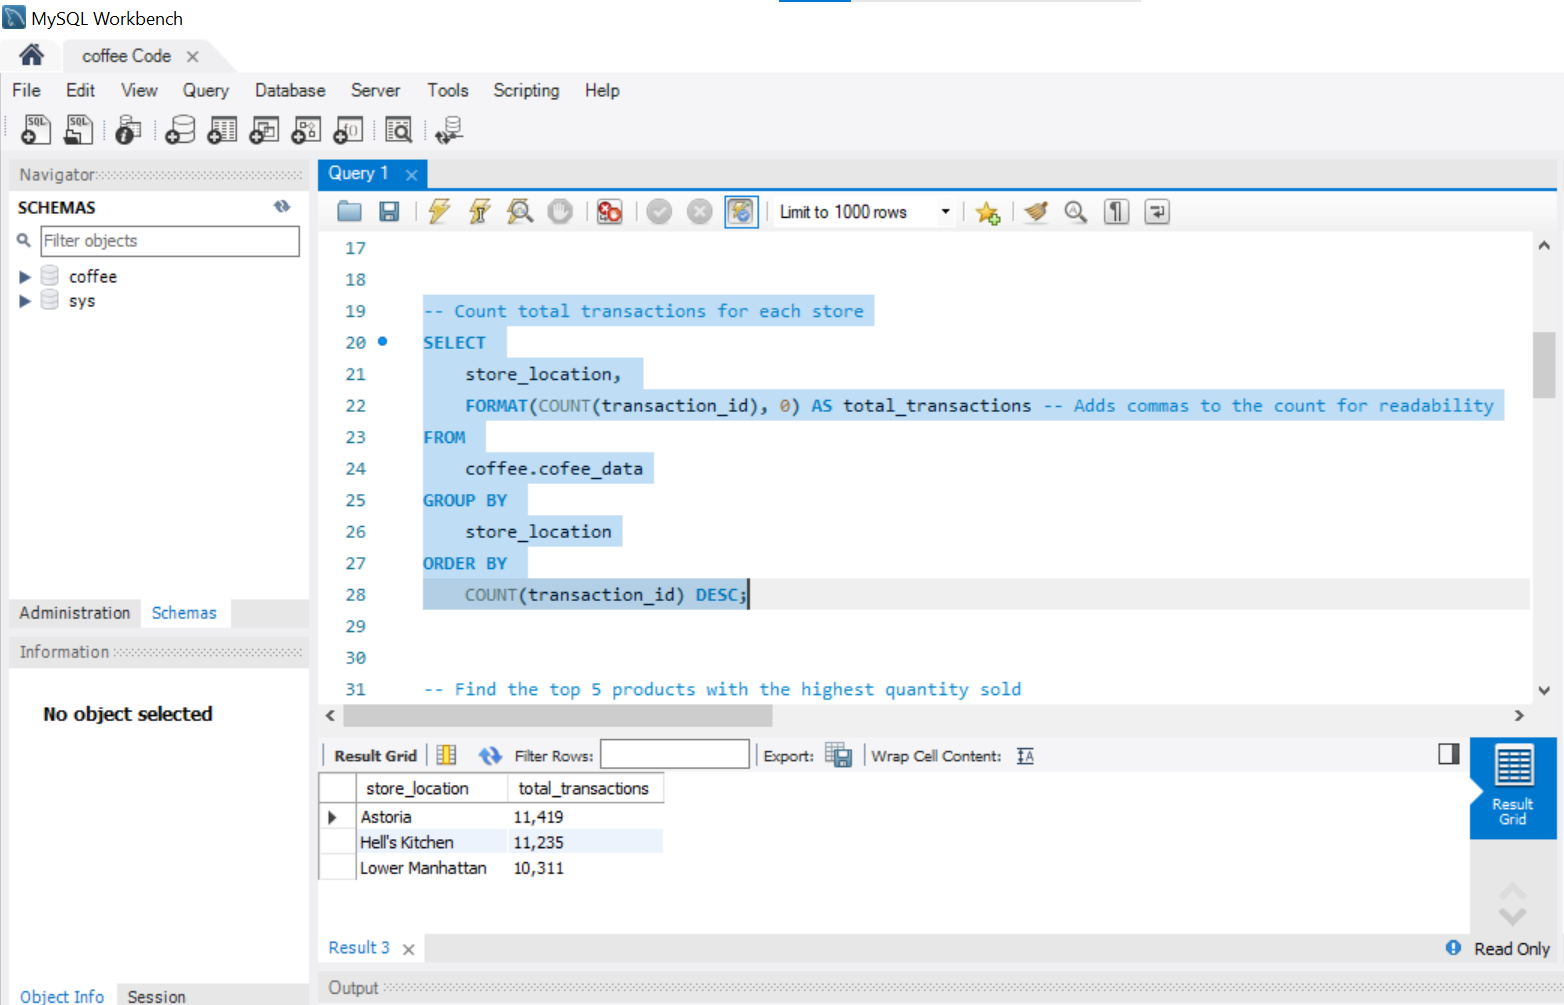 MySQL Workbench
coffee Code
File Edit View Query Database Server Tools Scripting Help
SQL SQL
Navigator
SCHEMAS
Filter objects
coffee
sys
Administration Schemas
Information
No object selected
Object Info Session
Query 1
Limit to 1000 rows
17
18
19 -- Count total transactions for each store
20 SELECT
21 store_location,
22 FORMAT(COUNT(transaction_id), 0) AS total_transactions -- Adds commas to the count for readability
23 FROM
24 coffee.cofee_data
25 GROUP BY
26 store_location
27 ORDER BY
28 COUNT(transaction_id) DESC;
29
30
31 -- Find the top 5 products with the highest quantity sold
Result Grid Filter Rows: Export: Wrap Cell Content: IA
store_location total_transactions
Astoria 11,419
Hell's Kitchen 11,235
Lower Manhattan 10,311
Result
Grid
Result 3
Read Only
Output